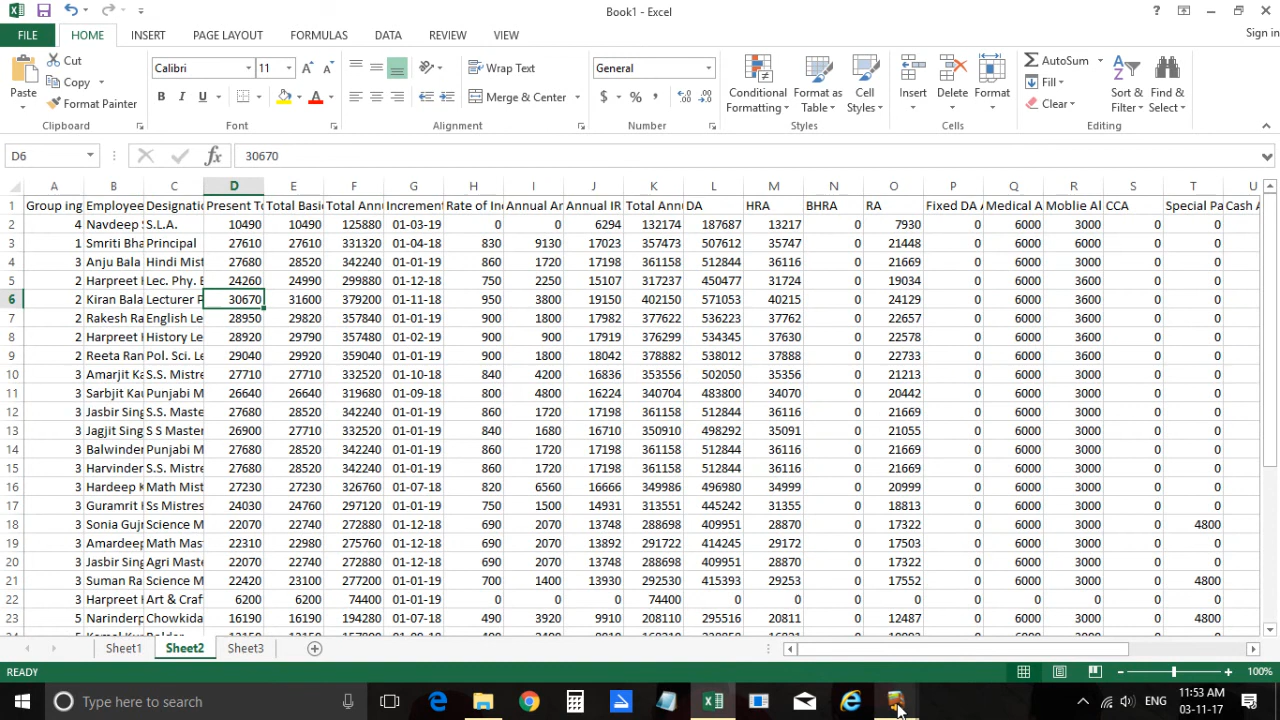 Book1 - Excel
?
FILE HOME INSERT PAGE LAYOUT FORMULAS DATA REVIEW VIEW Sign in
Paste Cut Copy Format Painter Clipboard
Calibri 11 B I U A Font
Wrap Text Merge & Center Alignment
General $ % , Number
Conditional Formatting Format as Table Cell Styles Styles
Insert Delete Format Cells
AutoSum Fill Clear Sort & Filter Find & Select Editing
D6 fx 30670
A B C D E F G H I J K L M N O P Q R S T U
1 Group ing Employee Designatio Present To Total Basi Total Annu Increment Rate of Inc Annual Ar Annual IR Total Annu DA HRA BHRA RA Fixed DA A Medical A Moblie Al CCA Special Pa Cash A
2 4 Navdeep S S.L.A. 10490 10490 125880 01-03-19 0 0 6294 132174 187687 13217 0 7930 0 6000 3000 0 0
3 1 Smriti Bha Principal 27610 27610 331320 01-04-18 830 9130 17023 357473 507612 35747 0 21448 0 6000 6000 0 0
4 3 Anju Bala Hindi Mist 27680 28520 342240 01-01-19 860 1720 17198 361158 512844 36116 0 21669 0 6000 3000 0 0
5 2 Harpreet K Lec. Phy. E 24260 24990 299880 01-12-18 750 2250 15107 317237 450477 31724 0 19034 0 6000 3600 0 0
6 2 Kiran Bala Lecturer P 30670 31600 379200 01-11-18 950 3800 19150 402150 571053 40215 0 24129 0 6000 3600 0 0
7 2 Rakesh Ra English Le 28950 29820 357840 01-01-19 900 1800 17982 377622 536223 37762 0 22657 0 6000 3600 0 0
8 2 Harpreet K History Le 28920 29790 357480 01-02-19 900 900 17919 376299 534345 37630 0 22578 0 6000 3600 0 0
9 2 Reeta Ran Pol. Sci. Le 29040 29920 359040 01-01-19 900 1800 18042 378882 538012 37888 0 22733 0 6000 3600 0 0
10 3 Amarjit Ka S.S. Mistre 27710 27710 332520 01-10-18 840 4200 16836 353556 502050 35356 0 21213 0 6000 3000 0 0
11 3 Sarbjit Kau Punjabi M 26640 26640 319680 01-09-18 800 4800 16224 340704 483800 34070 0 20442 0 6000 3000 0 0
12 3 Jasbir Sing S.S. Maste 27680 28520 342240 01-01-19 860 1720 17198 361158 512844 36116 0 21669 0 6000 3000 0 0
13 3 Jagjit Sing S S Master 26900 27710 332520 01-01-19 840 1680 16710 350910 498292 35091 0 21055 0 6000 3000 0 0
14 3 Balwinder Punjabi M 27680 28520 342240 01-01-19 860 1720 17198 361158 512844 36116 0 21669 0 6000 3000 0 0
15 3 Harvinder S.S. Mistre 27680 28520 342240 01-01-19 860 1720 17198 361158 512844 36116 0 21669 0 6000 3000 0 0
16 3 Hardeep K Math Mist 27230 27230 326760 01-07-18 820 6560 16666 349986 496980 34999 0 20999 0 6000 3000 0 0
17 3 Guramrit K Ss Mistres 24030 24760 297120 01-01-19 750 1500 14931 313551 445242 31355 0 18813 0 6000 3000 0 0
18 3 Sonia Gujr Science M 22070 22740 272880 01-12-18 690 2070 13748 288698 409951 28870 0 17322 0 6000 3000 0 4800
19 3 Amardee Math Mas 22310 22980 275760 01-12-18 690 2070 13892 291722 414245 29172 0 17503 0 6000 3000 0 0
20 3 Jasbir Sing Agri Maste 22070 22740 272880 01-12-18 690 2070 13748 288698 409951 28870 0 17322 0 6000 3000 0 0
21 3 Suman Ra Science M 22420 23100 277200 01-01-19 700 1400 13930 292530 415393 29253 0 17552 0 6000 3000 0 4800
22 3 Harpreet K Art & Craf 6200 6200 74400 01-01-19 0 0 0 74400 0 0 0 0 0 0 0 0 0
23 5 Narinderp Chowkida 16190 16190 194280 01-07-18 490 3920 9910 208110 295516 20811 0 12487 0 6000 3000 0 4800
Sheet1 Sheet2 Sheet3
READY 100%
Type here to search ENG 11:53 AM
03-11-17